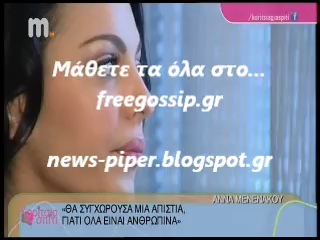 M
/koritsiagiaspiti f
Μάθετε τα όλα στο...
freegossip.gr
news-piper.blogspot.gr
ΑΝΝΑ ΜΕΝΕΝΑΚΟΥ
«ΘΑ ΣΥΓΧΩΡΟΥΣΑ ΜΙΑ ΑΠΙΣΤΙΑ,
ΓΙΑΤΙ ΟΛΑ ΕΙΝΑΙ ΑΝΘΡΩΠΙΝΑ»